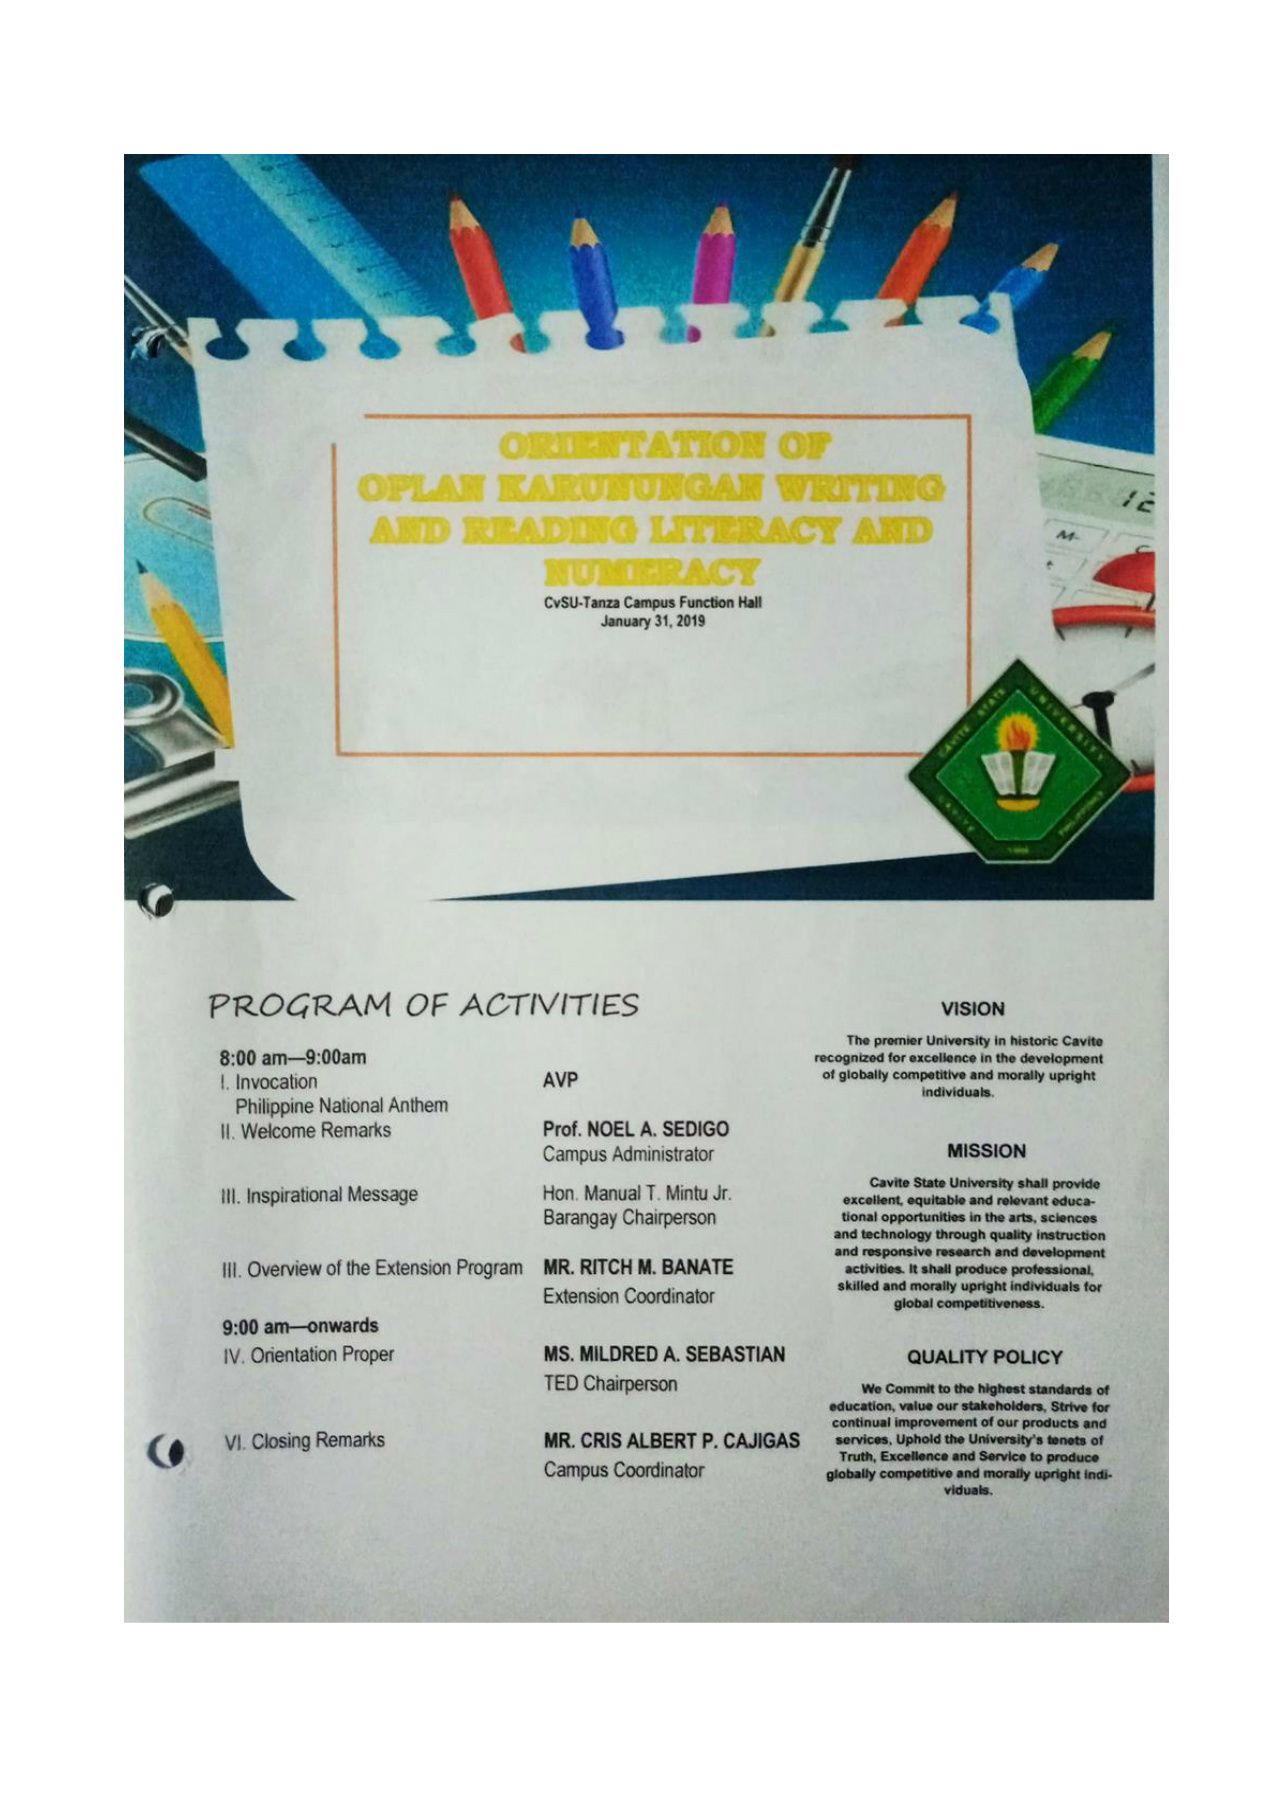 ORIENTATION OF
OPLAN KARUNUNGAN WRITING
AND READING LITERACY AND
NUMERACY
CvSU-Tanza Campus Function Hall
January 31, 2019
CAVITE STATE UNIVERSITY
CAVITE PHILIPPINES
12
M-
C
PROGRAM OF ACTIVITIES
8:00 am—9:00am
I. Invocation AVP
Philippine National Anthem
II. Welcome Remarks Prof. NOEL A. SEDIGO
Campus Administrator
III. Inspirational Message Hon. Manual T. Mintu Jr.
Barangay Chairperson
III. Overview of the Extension Program MR. RITCH M. BANATE
Extension Coordinator
9:00 am—onwards
IV. Orientation Proper MS. MILDRED A. SEBASTIAN
TED Chairperson
VI. Closing Remarks MR. CRIS ALBERT P. CAJIGAS
Campus Coordinator
VISION
The premier University in historic Cavite
recognized for excellence in the development
of globally competitive and morally upright
individuals.
MISSION
Cavite State University shall provide
excellent, equitable and relevant educa-
tional opportunities in the arts, sciences
and technology through quality instruction
and responsive research and development
activities. It shall produce professional,
skilled and morally upright individuals for
global competitiveness.
QUALITY POLICY
We Commit to the highest standards of
education, value our stakeholders, Strive for
continual improvement of our products and
services, Uphold the University's tenets of
Truth, Excellence and Service to produce
globally competitive and morally upright indi-
viduals.